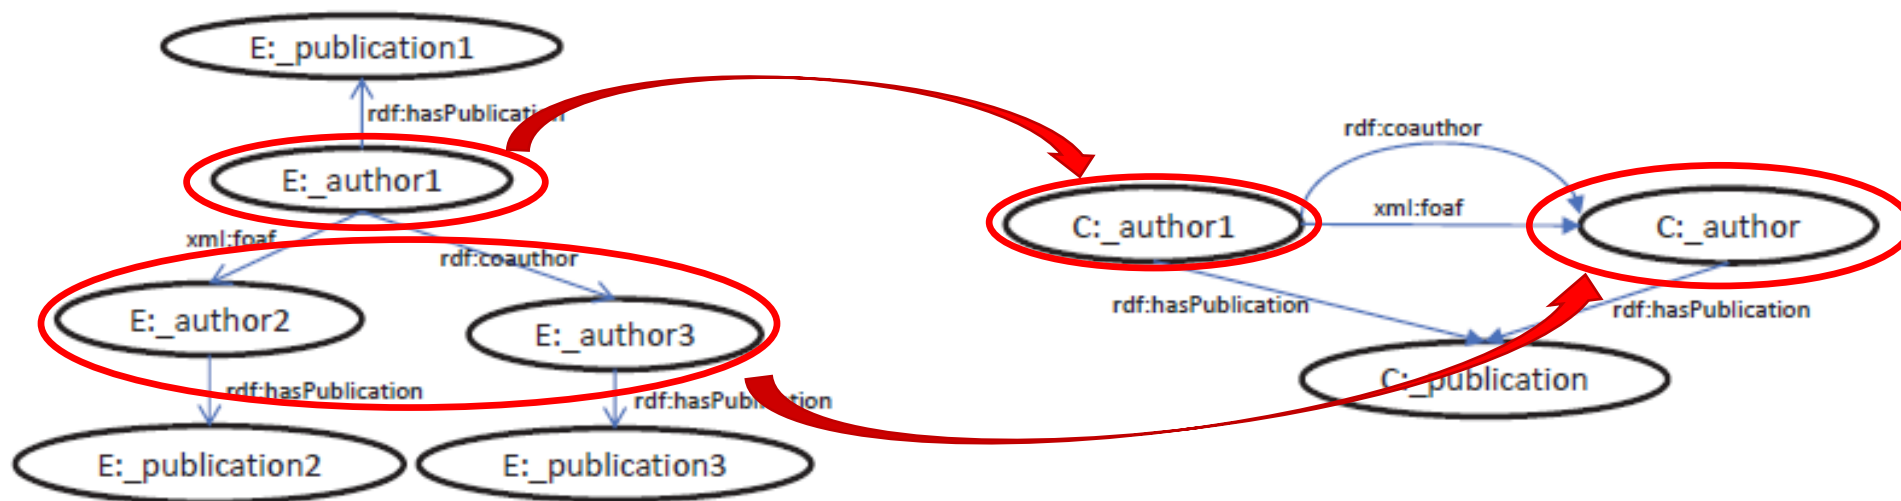 E:_publication1
rdf:hasPublication
E:_author1
xml:foaf
rdf:coauthor
E:_author2
E:_author3
rdf:hasPublication
rdf:hasPublication
E:_publication2
E:_publication3
rdf:coauthor
xml:foaf
C:_author1
C:_author
rdf:hasPublication
rdf:hasPublication
C:_publication